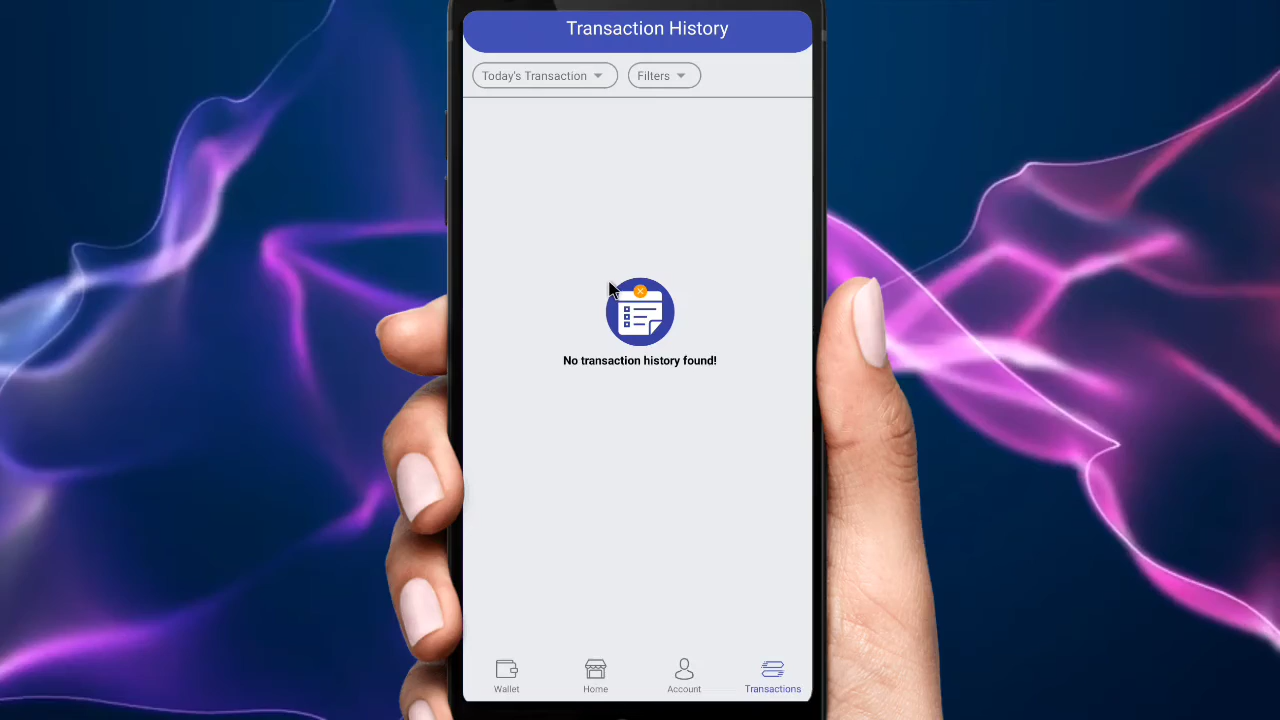 Transaction History
Today's Transaction
Filters
No transaction history found!
Wallet
Home
Account
Transactions